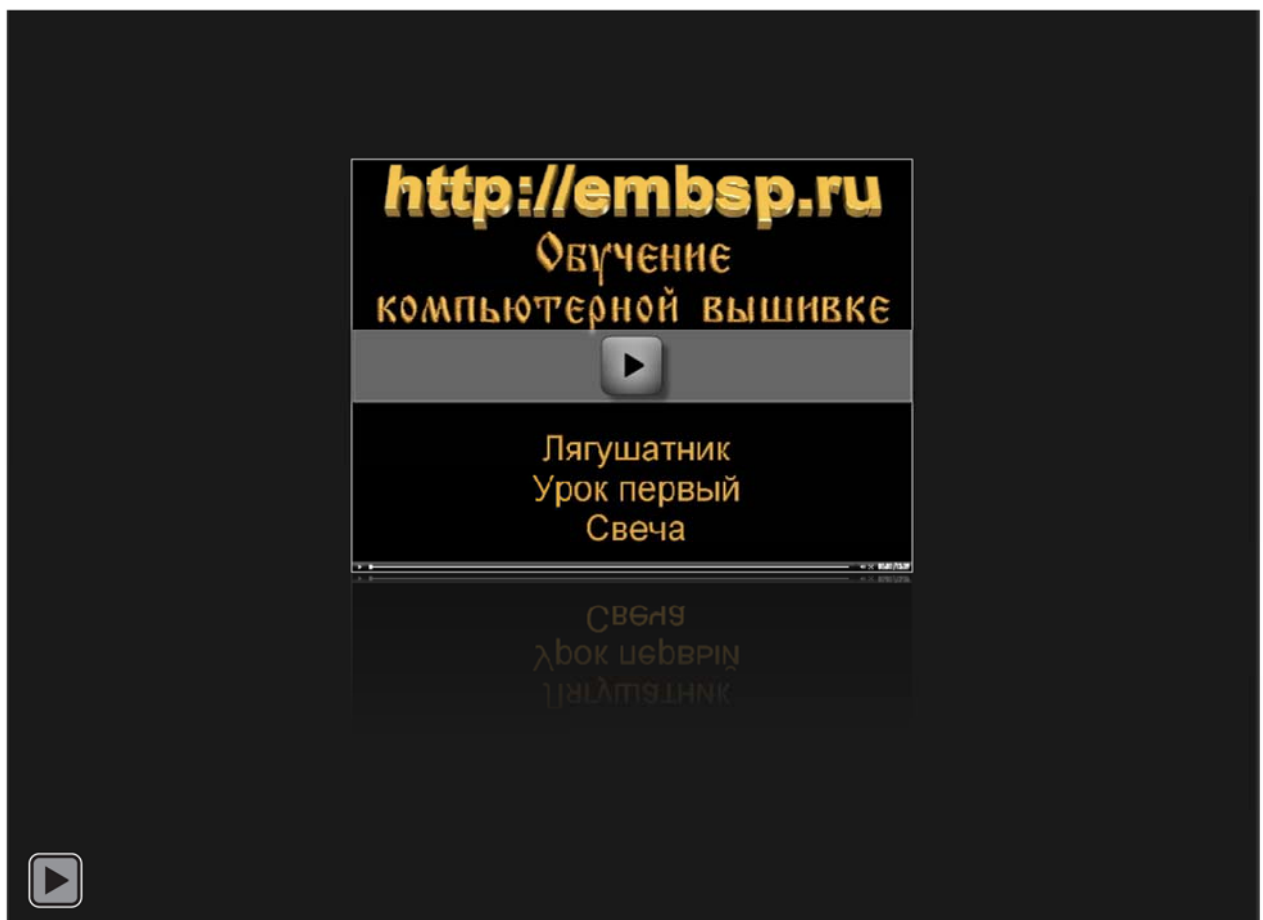 http://embsp.ru
Обучение
компьютерной вышивке
Лягушатник
Урок первый
Свеча